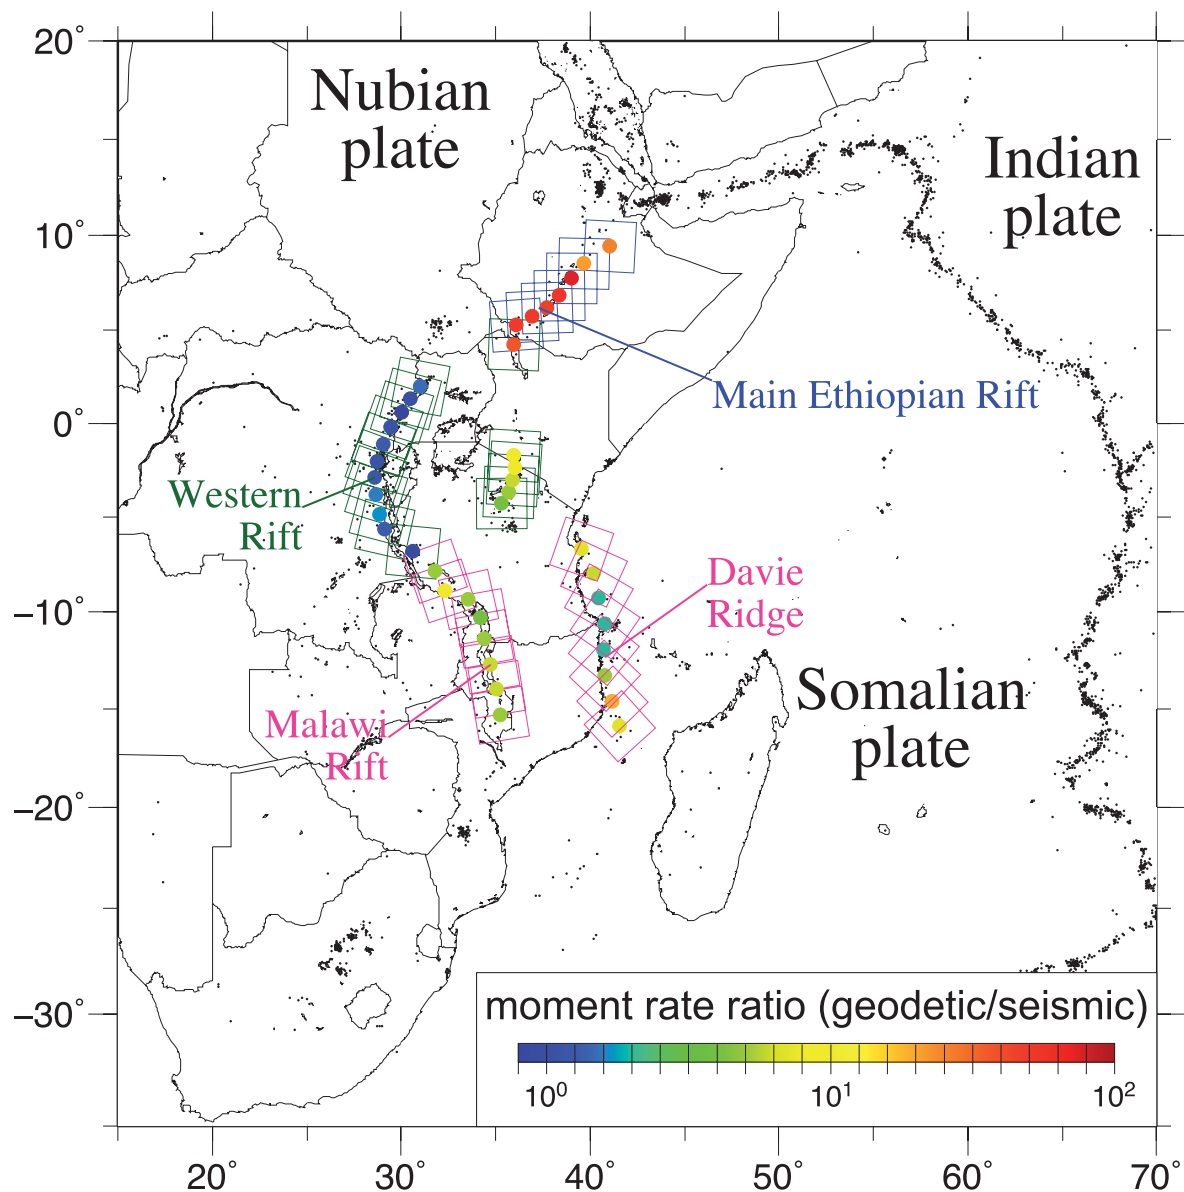 20°
10°
0°
−10°
−20°
−30°
Nubian
plate
Indian
plate
Main Ethiopian Rift
Western
Rift
Davie
Ridge
Malawi
Rift
Somalian
plate
moment rate ratio (geodetic/seismic)
10⁰ 10¹ 10²
20° 30° 40° 50° 60° 70°